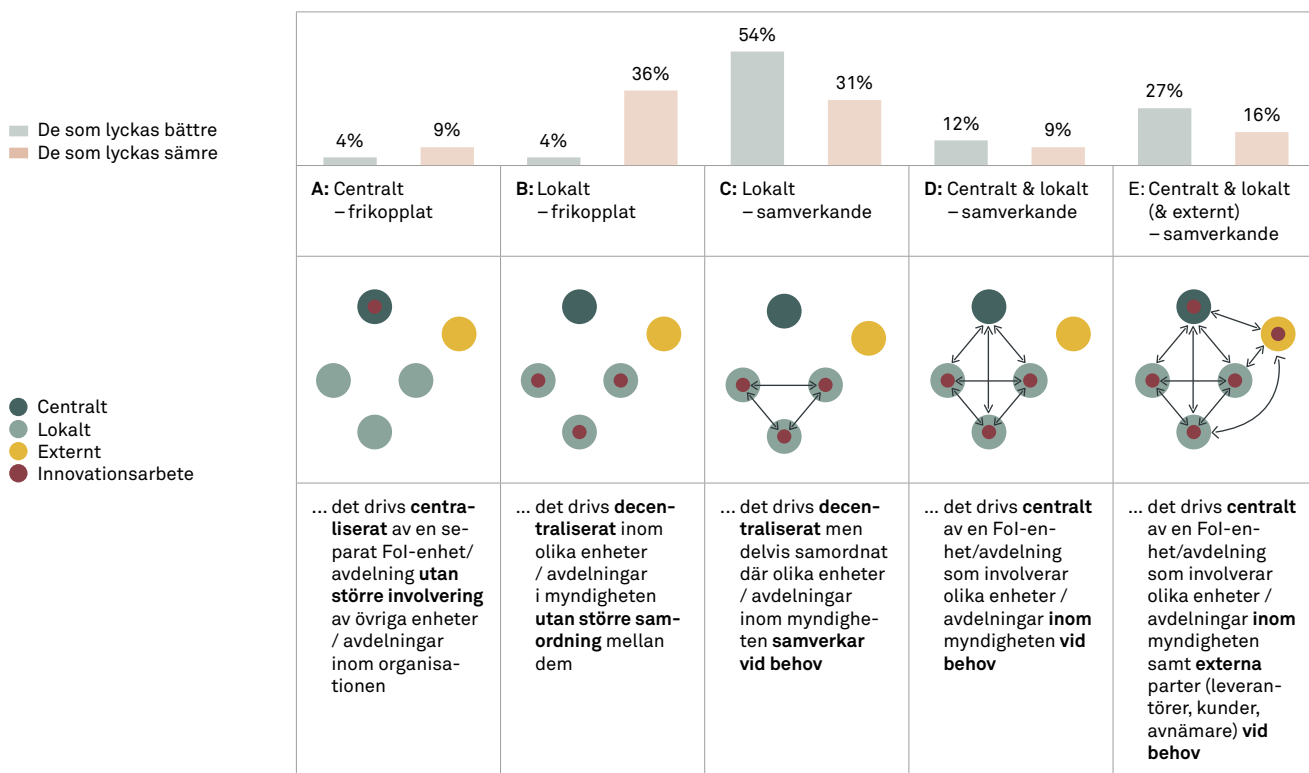 De som lyckas bättre
De som lyckas sämre
4%
9%
4%
36%
54%
31%
12%
9%
27%
16%
A: Centralt
– frikopplat
B: Lokalt
– frikopplat
C: Lokalt
– samverkande
D: Centralt & lokalt
– samverkande
E: Centralt & lokalt
(& externt)
– samverkande
Centralt
Lokalt
Externt
Innovationsarbete
... det drivs centra-
liserat av en se-
parat FoI-enhet/
avdelning utan
större involvering
av övriga enheter
/ avdelningar
inom organisa-
tionen
... det drivs decen-
traliserat inom
olika enheter
/ avdelningar
i myndigheten
utan större sam-
ordning mellan
dem
... det drivs decen-
traliserat men
delvis samordnat
där olika enheter
/ avdelningar
inom myndighe-
ten samverkar
vid behov
... det drivs centralt
av en FoI-en-
het/avdelning
som involverar
olika enheter /
avdelningar inom
myndigheten vid
behov
... det drivs centralt
av en FoI-en-
het/avdelning
som involverar
olika enheter /
avdelningar inom
myndigheten
samt externa
parter (leveran-
törer, kunder,
avnämare) vid
behov